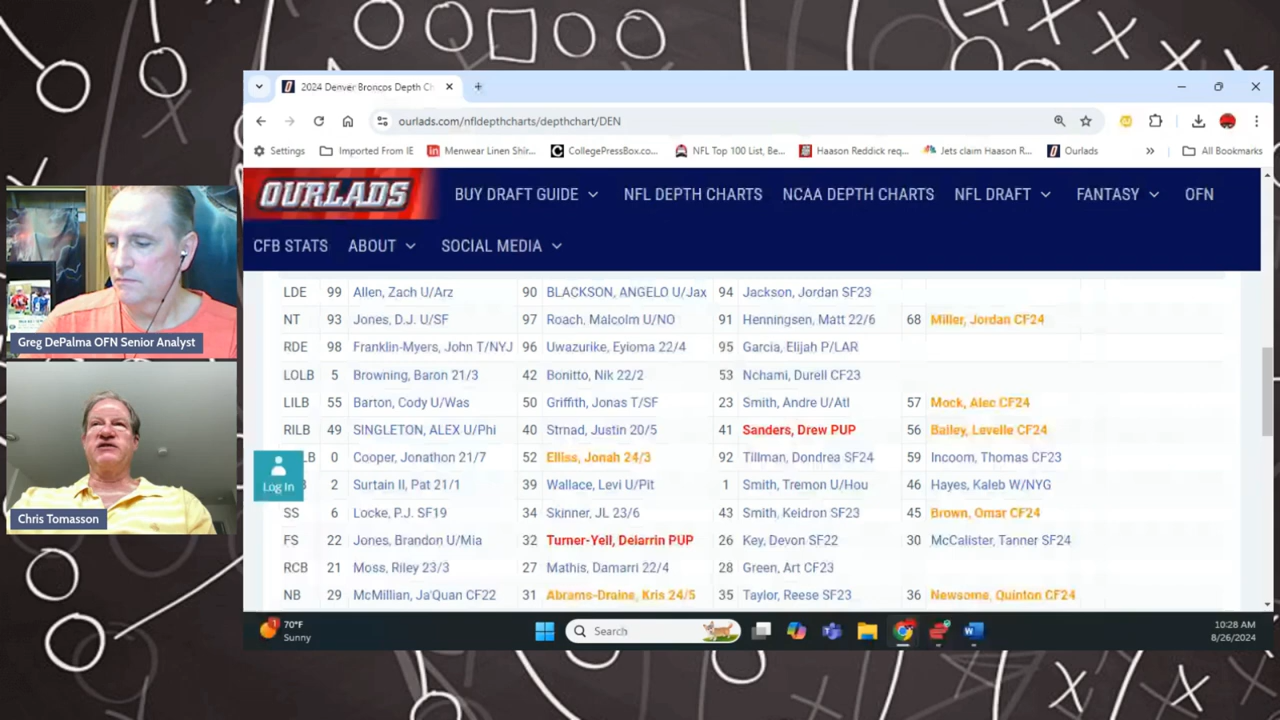 2024 Denver Broncos Depth Ch
ourlads.com/nfldepthcharts/depthchart/DEN
Settings Imported From IE Menwear Linen Shir... CollegePressBox.co... NFL Top 100 List, Be... Haason Reddick req... Jets claim Haason R... Ourlads » All Bookmarks
OURLADS BUY DRAFT GUIDE NFL DEPTH CHARTS NCAA DEPTH CHARTS NFL DRAFT FANTASY OFN
CFB STATS ABOUT SOCIAL MEDIA
LDE 99 Allen, Zach U/Arz 90 BLACKSON, ANGELO U/Jax 94 Jackson, Jordan SF23
NT 93 Jones, D.J. U/SF 97 Roach, Malcolm U/NO 91 Henningsen, Matt 22/6 68 Miller, Jordan CF24
RDE 98 Franklin-Myers, John T/NYJ 96 Uwazurike, Eyioma 22/4 95 Garcia, Elijah P/LAR
LOLB 5 Browning, Baron 21/3 42 Bonitto, Nik 22/2 53 Nchami, Durell CF23
LILB 55 Barton, Cody U/Was 50 Griffith, Jonas T/SF 23 Smith, Andre U/Atl 57 Mock, Alec CF24
RILB 49 SINGLETON, ALEX U/Phi 40 Strnad, Justin 20/5 41 Sanders, Drew PUP 56 Bailey, Levelle CF24
LB 0 Cooper, Jonathon 21/7 52 Elliss, Jonah 24/3 92 Tillman, Dondrea SF24 59 Incoom, Thomas CF23
2 Surtain II, Pat 21/1 39 Wallace, Levi U/Pit 1 Smith, Tremon U/Hou 46 Hayes, Kaleb W/NYG
SS 6 Locke, P.J. SF19 34 Skinner, JL 23/6 43 Smith, Keidron SF23 45 Brown, Omar CF24
FS 22 Jones, Brandon U/Mia 32 Turner-Yell, Delarrin PUP 26 Key, Devon SF22 30 McCalister, Tanner SF24
RCB 21 Moss, Riley 23/3 27 Mathis, Damarri 22/4 28 Green, Art CF23
NB 29 McMillian, Ja'Quan CF22 31 Abrams-Draine, Kris 24/5 35 Taylor, Reese SF23 36 Newsome, Quinton CF24
Log In
Greg DePalma OFN Senior Analyst
Chris Tomasson
1
70°F
Sunny
Search
10:28 AM
8/26/2024